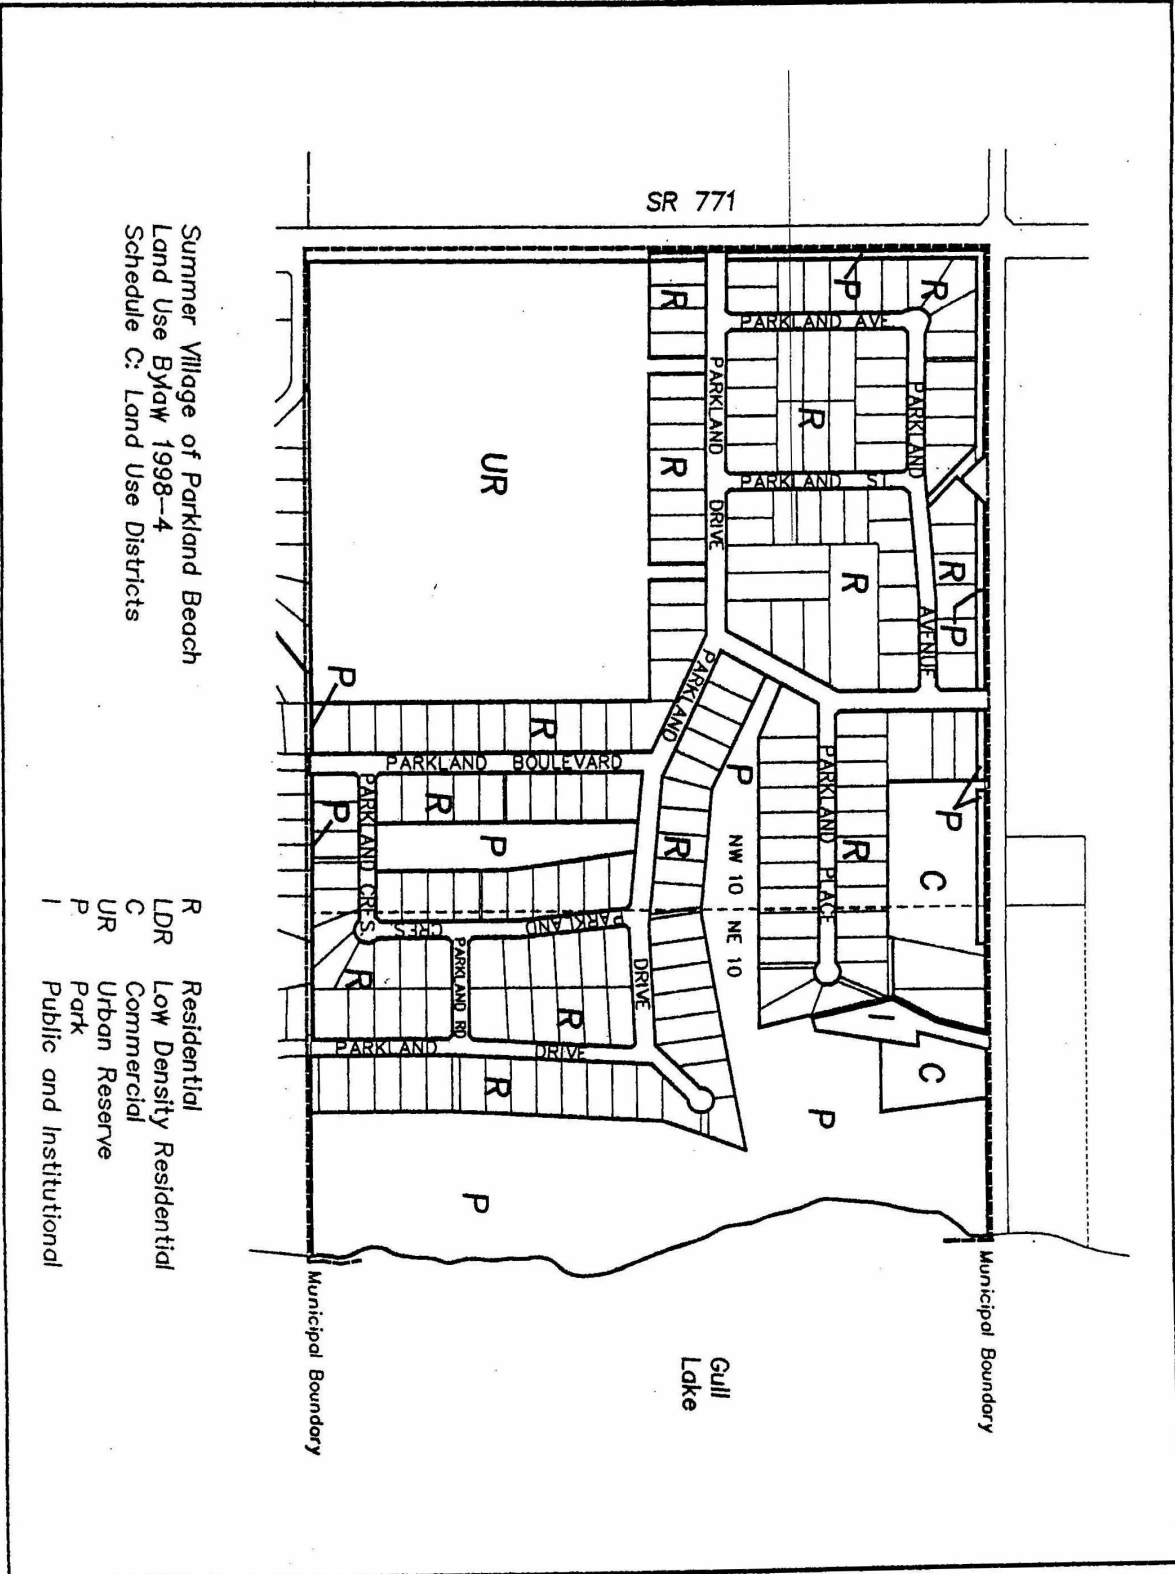 SR 771
R
P
R
PARKLAND AVE
PARKLAND
DRIVE
PARKLAND
AVENUE
R
R
PARKLAND ST.
R
R
P
R
UR
P
R
PARKLAND BOULEVARD
PARKLAND
P
PARKLAND PLACE
R
P
C
R
P
R
P
PARKLAND CRES.
NW 10
NE 10
PARKLAND
CRES
PARKLAND RD
DRIVE
R
R
PARKLAND
DRIVE
R
I
C
P
P
Municipal Boundary
Municipal Boundary
Gull
Lake
Summer Village of Parkland Beach
Land Use Bylaw 1998-4
Schedule C: Land Use Districts
R Residential
LDR Low Density Residential
C Commercial
UR Urban Reserve
P Park
I Public and Institutional